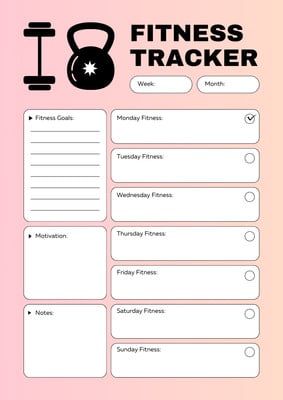 FITNESS
TRACKER
Week:
Month:
Fitness Goals:
Motivation:
Notes:
Monday Fitness:
Tuesday Fitness:
Wednesday Fitness:
Thursday Fitness:
Friday Fitness:
Saturday Fitness:
Sunday Fitness: